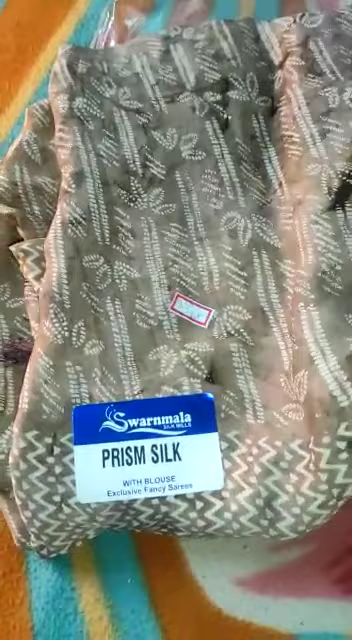 Swarnmala
SILK MILLS
PRISM SILK
WITH BLOUSE
Exclusive Fancy Sarees